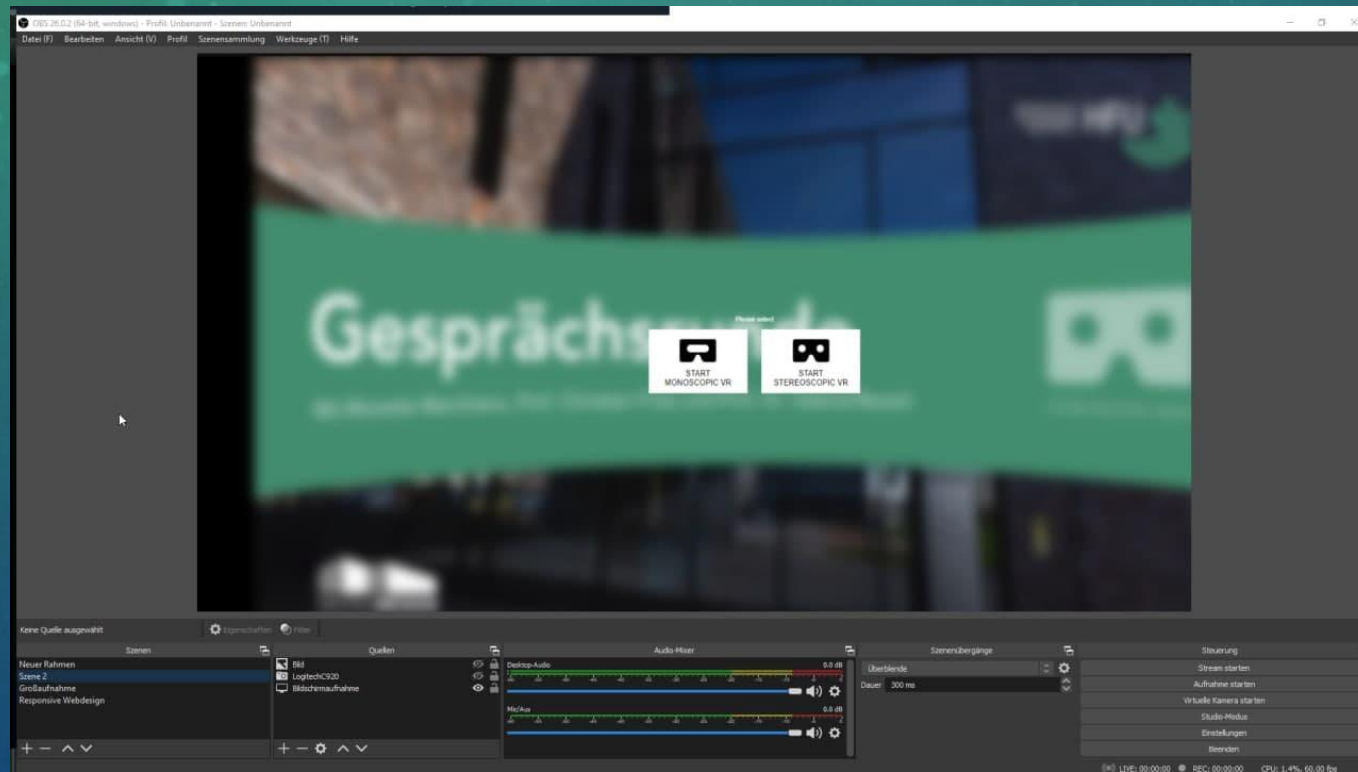 OBS 26.0.2 (64-bit, windows) - Profil: Unbenannt - Szenen: Unbenannt
Datei (F) Bearbeiten Ansicht (V) Profil Szenensammlung Werkzeuge (T) Hilfe
HFU
Gesprächsrunde
Please select
START
MONOSCOPIC VR
START
STEREOSCOPIC VR
Keine Quelle ausgewählt
Eigenschaften
Filter
Szenen
Neuer Rahmen
Szene 2
Großaufnahme
Responsive Webdesign
Quellen
Bild
LogitechC920
Bildschirmaufnahme
Audio-Mixer
Desktop-Audio 0.0 dB
Mic/Aux 0.0 dB
Szenenübergänge
Überblende
Dauer 300 ms
Steuerung
Stream starten
Aufnahme starten
Virtuelle Kamera starten
Studio-Modus
Einstellungen
Beenden
LIVE: 00:00:00 REC: 00:00:00 CPU: 1.4%, 60.00 fps